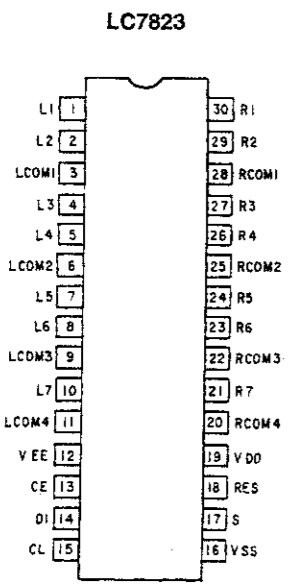 LC7823
L1 1 30 R1
L2 2 29 R2
LCOM1 3 28 RCOM1
L3 4 27 R3
L4 5 26 R4
LCOM2 6 25 RCOM2
L5 7 24 R5
L6 8 23 R6
LCOM3 9 22 RCOM3
L7 10 21 R7
LCOM4 11 20 RCOM4
VEE 12 19 VDD
CE 13 18 RES
DI 14 17 S
CL 15 16 VSS